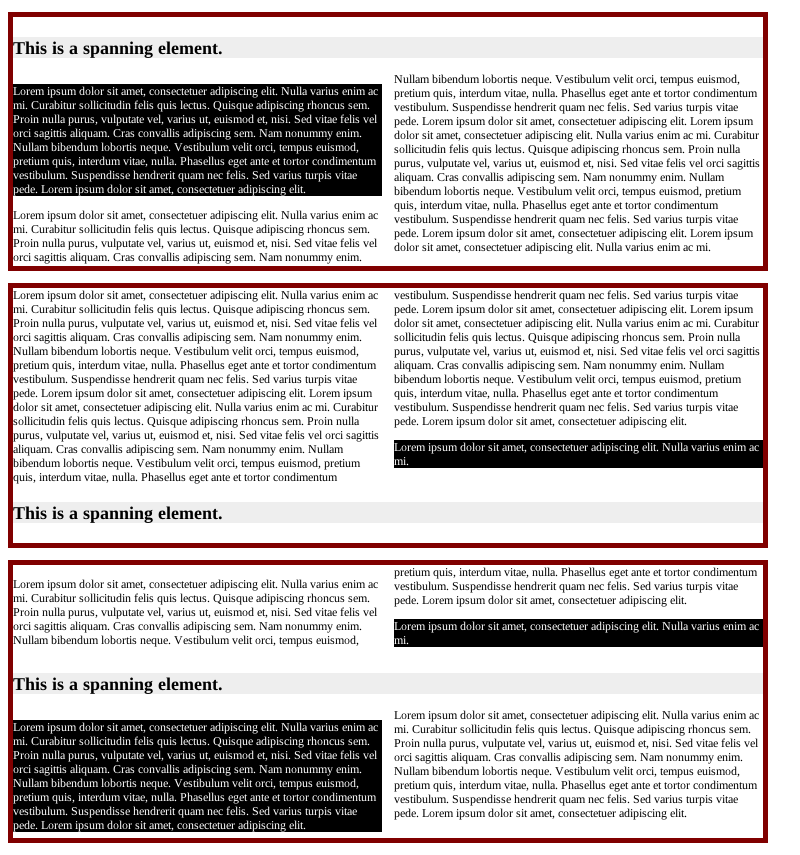 This is a spanning element.
Lorem ipsum dolor sit amet, consectetuer adipiscing elit. Nulla varius enim ac
mi. Curabitur sollicitudin felis quis lectus. Quisque adipiscing rhoncus sem.
Proin nulla purus, vulputate vel, varius ut, euismod et, nisi. Sed vitae felis vel
orci sagittis aliquam. Cras convallis adipiscing sem. Nam nonummy enim.
Nullam bibendum lobortis neque. Vestibulum velit orci, tempus euismod,
pretium quis, interdum vitae, nulla. Phasellus eget ante et tortor condimentum
vestibulum. Suspendisse hendrerit quam nec felis. Sed varius turpis vitae
pede. Lorem ipsum dolor sit amet, consectetuer adipiscing elit.
Lorem ipsum dolor sit amet, consectetuer adipiscing elit. Nulla varius enim ac
mi. Curabitur sollicitudin felis quis lectus. Quisque adipiscing rhoncus sem.
Proin nulla purus, vulputate vel, varius ut, euismod et, nisi. Sed vitae felis vel
orci sagittis aliquam. Cras convallis adipiscing sem. Nam nonummy enim.
Nullam bibendum lobortis neque. Vestibulum velit orci, tempus euismod,
pretium quis, interdum vitae, nulla. Phasellus eget ante et tortor condimentum
vestibulum. Suspendisse hendrerit quam nec felis. Sed varius turpis vitae
pede. Lorem ipsum dolor sit amet, consectetuer adipiscing elit. Lorem ipsum
dolor sit amet, consectetuer adipiscing elit. Nulla varius enim ac mi. Curabitur
sollicitudin felis quis lectus. Quisque adipiscing rhoncus sem. Proin nulla
purus, vulputate vel, varius ut, euismod et, nisi. Sed vitae felis vel orci sagittis
aliquam. Cras convallis adipiscing sem. Nam nonummy enim. Nullam
bibendum lobortis neque. Vestibulum velit orci, tempus euismod, pretium
quis, interdum vitae, nulla. Phasellus eget ante et tortor condimentum
vestibulum. Suspendisse hendrerit quam nec felis. Sed varius turpis vitae
pede. Lorem ipsum dolor sit amet, consectetuer adipiscing elit. Lorem ipsum
dolor sit amet, consectetuer adipiscing elit. Nulla varius enim ac mi.
Lorem ipsum dolor sit amet, consectetuer adipiscing elit. Nulla varius enim ac
mi. Curabitur sollicitudin felis quis lectus. Quisque adipiscing rhoncus sem.
Proin nulla purus, vulputate vel, varius ut, euismod et, nisi. Sed vitae felis vel
orci sagittis aliquam. Cras convallis adipiscing sem. Nam nonummy enim.
Nullam bibendum lobortis neque. Vestibulum velit orci, tempus euismod,
pretium quis, interdum vitae, nulla. Phasellus eget ante et tortor condimentum
vestibulum. Suspendisse hendrerit quam nec felis. Sed varius turpis vitae
pede. Lorem ipsum dolor sit amet, consectetuer adipiscing elit. Lorem ipsum
dolor sit amet, consectetuer adipiscing elit. Nulla varius enim ac mi. Curabitur
sollicitudin felis quis lectus. Quisque adipiscing rhoncus sem. Proin nulla
purus, vulputate vel, varius ut, euismod et, nisi. Sed vitae felis vel orci sagittis
aliquam. Cras convallis adipiscing sem. Nam nonummy enim. Nullam
bibendum lobortis neque. Vestibulum velit orci, tempus euismod, pretium
quis, interdum vitae, nulla. Phasellus eget ante et tortor condimentum
vestibulum. Suspendisse hendrerit quam nec felis. Sed varius turpis vitae
pede. Lorem ipsum dolor sit amet, consectetuer adipiscing elit. Lorem ipsum
dolor sit amet, consectetuer adipiscing elit. Nulla varius enim ac mi. Curabitur
sollicitudin felis quis lectus. Quisque adipiscing rhoncus sem. Proin nulla
purus, vulputate vel, varius ut, euismod et, nisi. Sed vitae felis vel orci sagittis
aliquam. Cras convallis adipiscing sem. Nam nonummy enim. Nullam
bibendum lobortis neque. Vestibulum velit orci, tempus euismod, pretium
quis, interdum vitae, nulla. Phasellus eget ante et tortor condimentum
vestibulum. Suspendisse hendrerit quam nec felis. Sed varius turpis vitae
pede. Lorem ipsum dolor sit amet, consectetuer adipiscing elit.
Lorem ipsum dolor sit amet, consectetuer adipiscing elit. Nulla varius enim ac
mi.
This is a spanning element.
Lorem ipsum dolor sit amet, consectetuer adipiscing elit. Nulla varius enim ac
mi. Curabitur sollicitudin felis quis lectus. Quisque adipiscing rhoncus sem.
Proin nulla purus, vulputate vel, varius ut, euismod et, nisi. Sed vitae felis vel
orci sagittis aliquam. Cras convallis adipiscing sem. Nam nonummy enim.
Nullam bibendum lobortis neque. Vestibulum velit orci, tempus euismod,
pretium quis, interdum vitae, nulla. Phasellus eget ante et tortor condimentum
vestibulum. Suspendisse hendrerit quam nec felis. Sed varius turpis vitae
pede. Lorem ipsum dolor sit amet, consectetuer adipiscing elit.
Lorem ipsum dolor sit amet, consectetuer adipiscing elit. Nulla varius enim ac
mi.
This is a spanning element.
Lorem ipsum dolor sit amet, consectetuer adipiscing elit. Nulla varius enim ac
mi. Curabitur sollicitudin felis quis lectus. Quisque adipiscing rhoncus sem.
Proin nulla purus, vulputate vel, varius ut, euismod et, nisi. Sed vitae felis vel
orci sagittis aliquam. Cras convallis adipiscing sem. Nam nonummy enim.
Nullam bibendum lobortis neque. Vestibulum velit orci, tempus euismod,
pretium quis, interdum vitae, nulla. Phasellus eget ante et tortor condimentum
vestibulum. Suspendisse hendrerit quam nec felis. Sed varius turpis vitae
pede. Lorem ipsum dolor sit amet, consectetuer adipiscing elit.
Lorem ipsum dolor sit amet, consectetuer adipiscing elit. Nulla varius enim ac
mi. Curabitur sollicitudin felis quis lectus. Quisque adipiscing rhoncus sem.
Proin nulla purus, vulputate vel, varius ut, euismod et, nisi. Sed vitae felis vel
orci sagittis aliquam. Cras convallis adipiscing sem. Nam nonummy enim.
Nullam bibendum lobortis neque. Vestibulum velit orci, tempus euismod,
pretium quis, interdum vitae, nulla. Phasellus eget ante et tortor condimentum
vestibulum. Suspendisse hendrerit quam nec felis. Sed varius turpis vitae
pede. Lorem ipsum dolor sit amet, consectetuer adipiscing elit.